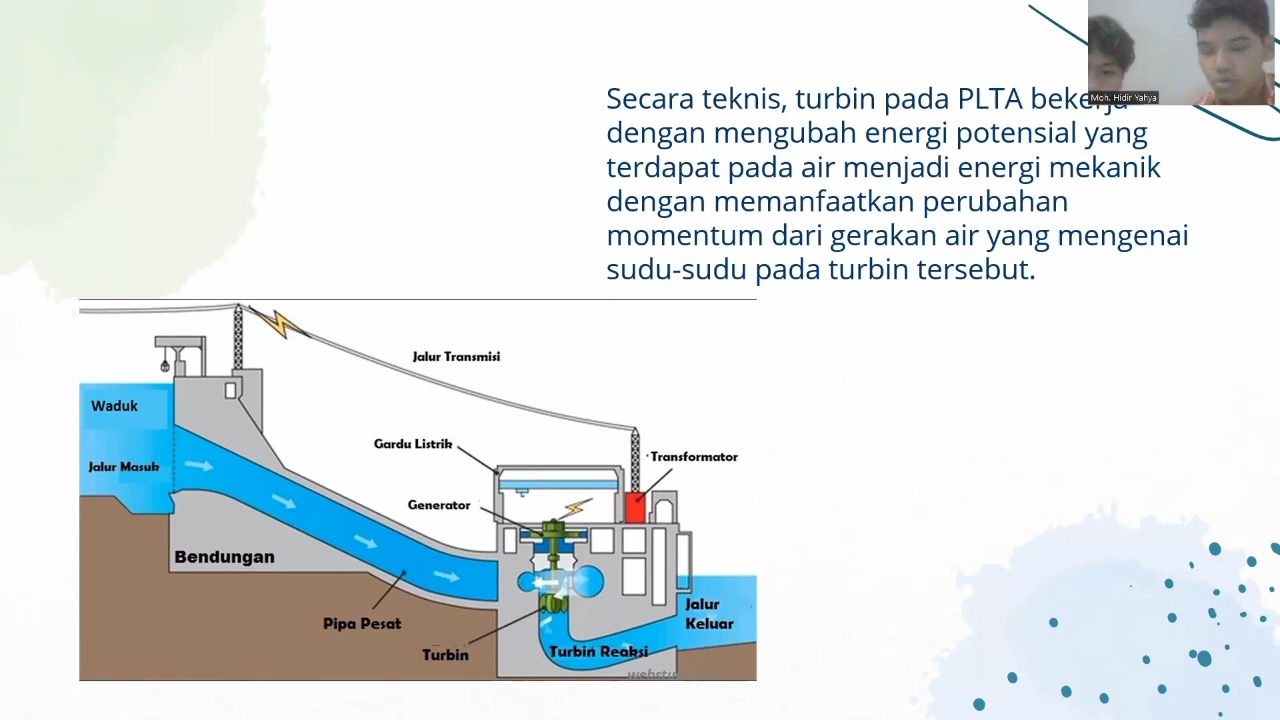 Secara teknis, turbin pada PLTA bekerja
dengan mengubah energi potensial yang
terdapat pada air menjadi energi mekanik
dengan memanfaatkan perubahan
momentum dari gerakan air yang mengenai
sudu-sudu pada turbin tersebut.
Moh. Hidir Yahya
Jalur Transmisi
Waduk
Gardu Listrik
Transformator
Jalur Masuk
Generator
Bendungan
Jalur
Keluar
Pipa Pesat
Turbin
Turbin Reaksi